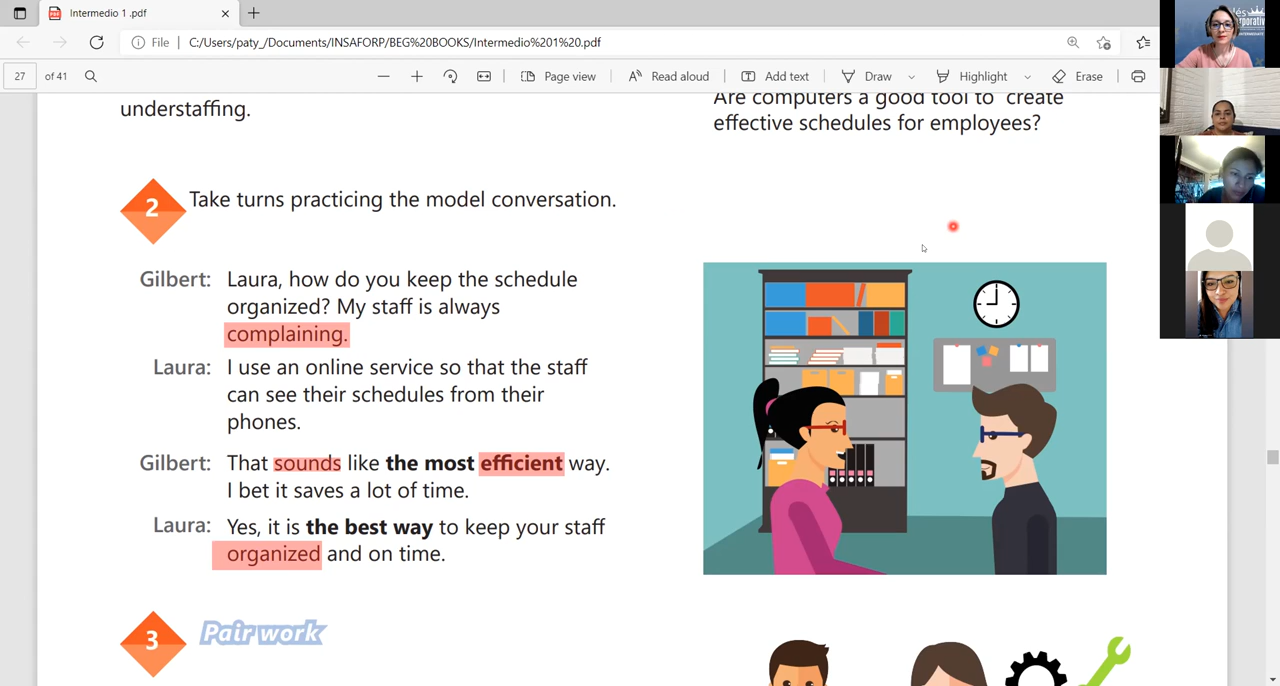 Intermedio 1 .pdf
File
C:/Users/paty_/Documents/INSAFORP/BEG%20BOOKS/Intermedio%201%20.pdf
27 of 41
Page view
Read aloud
Add text
Draw
Highlight
Erase
understaffing.
Are computers a good tool to create
effective schedules for employees?
2 Take turns practicing the model conversation.
Gilbert: Laura, how do you keep the schedule
organized? My staff is always
complaining.
Laura: I use an online service so that the staff
can see their schedules from their
phones.
Gilbert: That sounds like the most efficient way.
I bet it saves a lot of time.
Laura: Yes, it is the best way to keep your staff
organized and on time.
3 Pair work